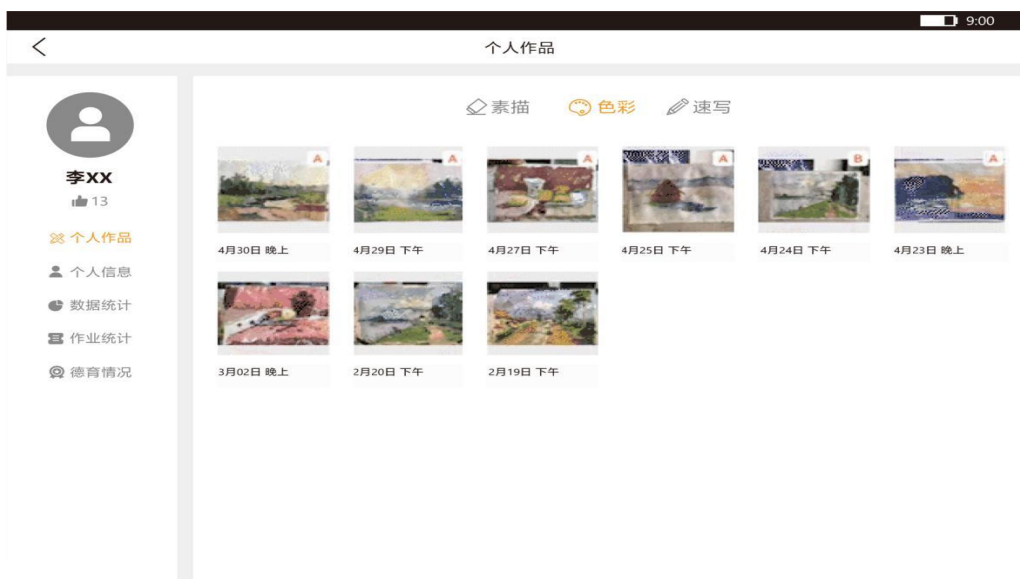 9:00
个人作品
素描 色彩 速写
李XX
13
个人作品
个人信息
数据统计
作业统计
德育情况
A A A A B A
4月30日 晚上 4月29日 下午 4月27日 下午 4月25日 下午 4月24日 下午 4月23日 晚上
3月02日 晚上 2月20日 下午 2月19日 下午